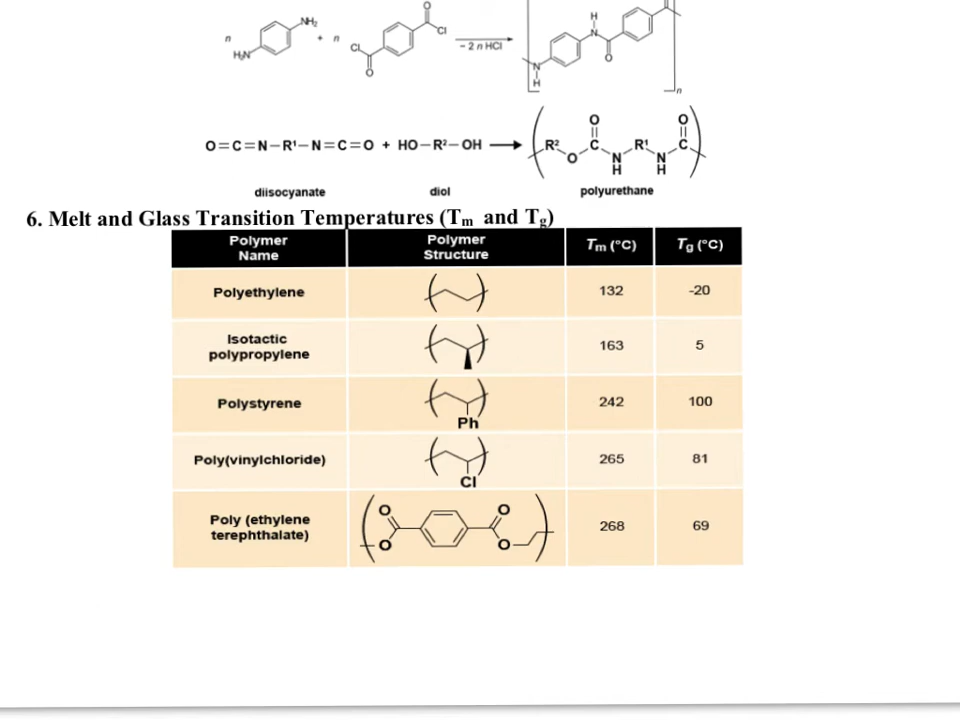 NH₂
n
+ n
Cl
O
H₂N
Cl
O
- 2 n HCl
H
N
O
N
H
n
O=C=N–R¹–N=C=O + HO–R²–OH
R²
O
O
C
N
H
R¹
N
H
O
C
diisocyanate diol polyurethane
6. Melt and Glass Transition Temperatures (Tm and Tg)
Polymer Name Polymer Structure Tm (°C) Tg (°C)
Polyethylene 132 -20
Isotactic polypropylene 163 5
Polystyrene Ph 242 100
Poly(vinylchloride) Cl 265 81
Poly (ethylene terephthalate) O O O O 268 69